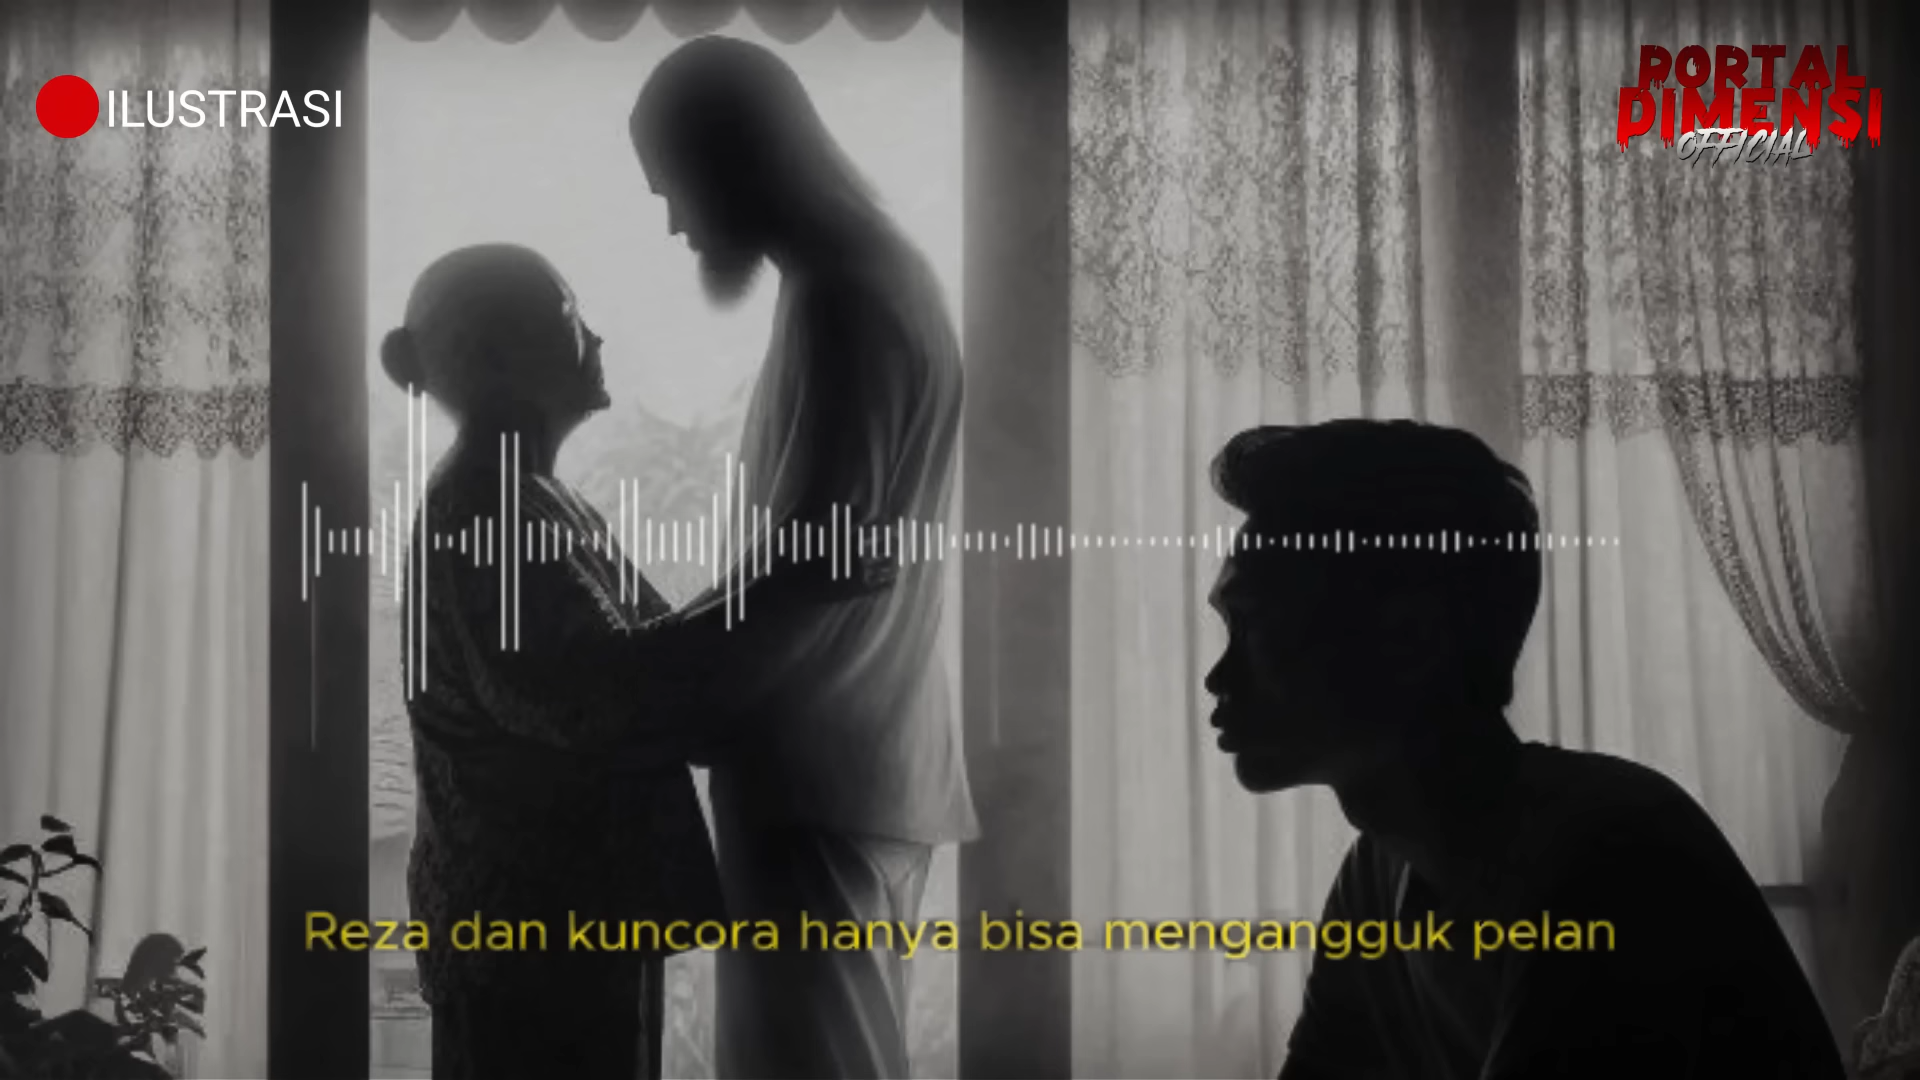 ILUSTRASI
PORTAL
DIMENSI
OFFICIAL
Reza dan kuncora hanya bisa mengangguk pelan